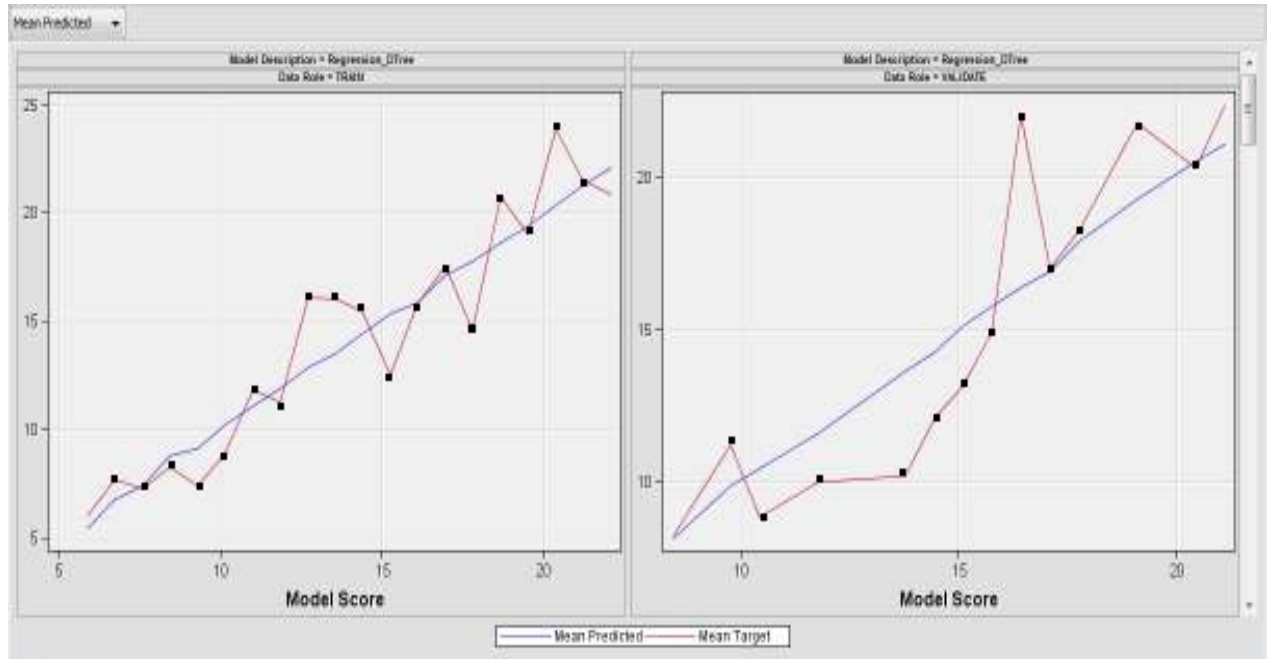 Mean Predicted
Model Description = Regression_DTree
Data Role = TRAIN
25
20
15
10
5
5
10
15
20
Model Score
Model Description = Regression_DTree
Data Role = VALIDATE
20
15
10
10
15
20
Model Score
Mean Predicted
Mean Target